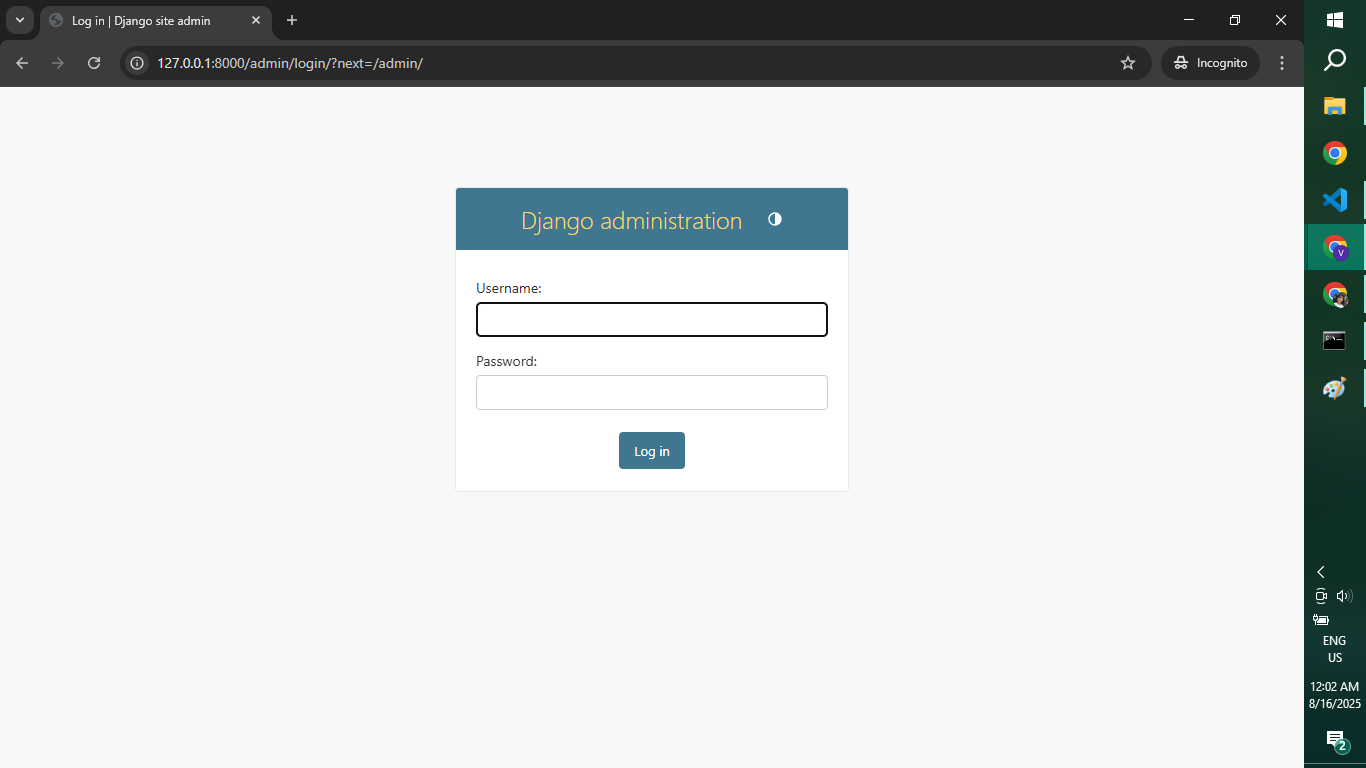 Log in | Django site admin
127.0.0.1:8000/admin/login/?next=/admin/
Incognito
Django administration
Username:
Password:
Log in
V
ENG
US
12:02 AM
8/16/2025
2